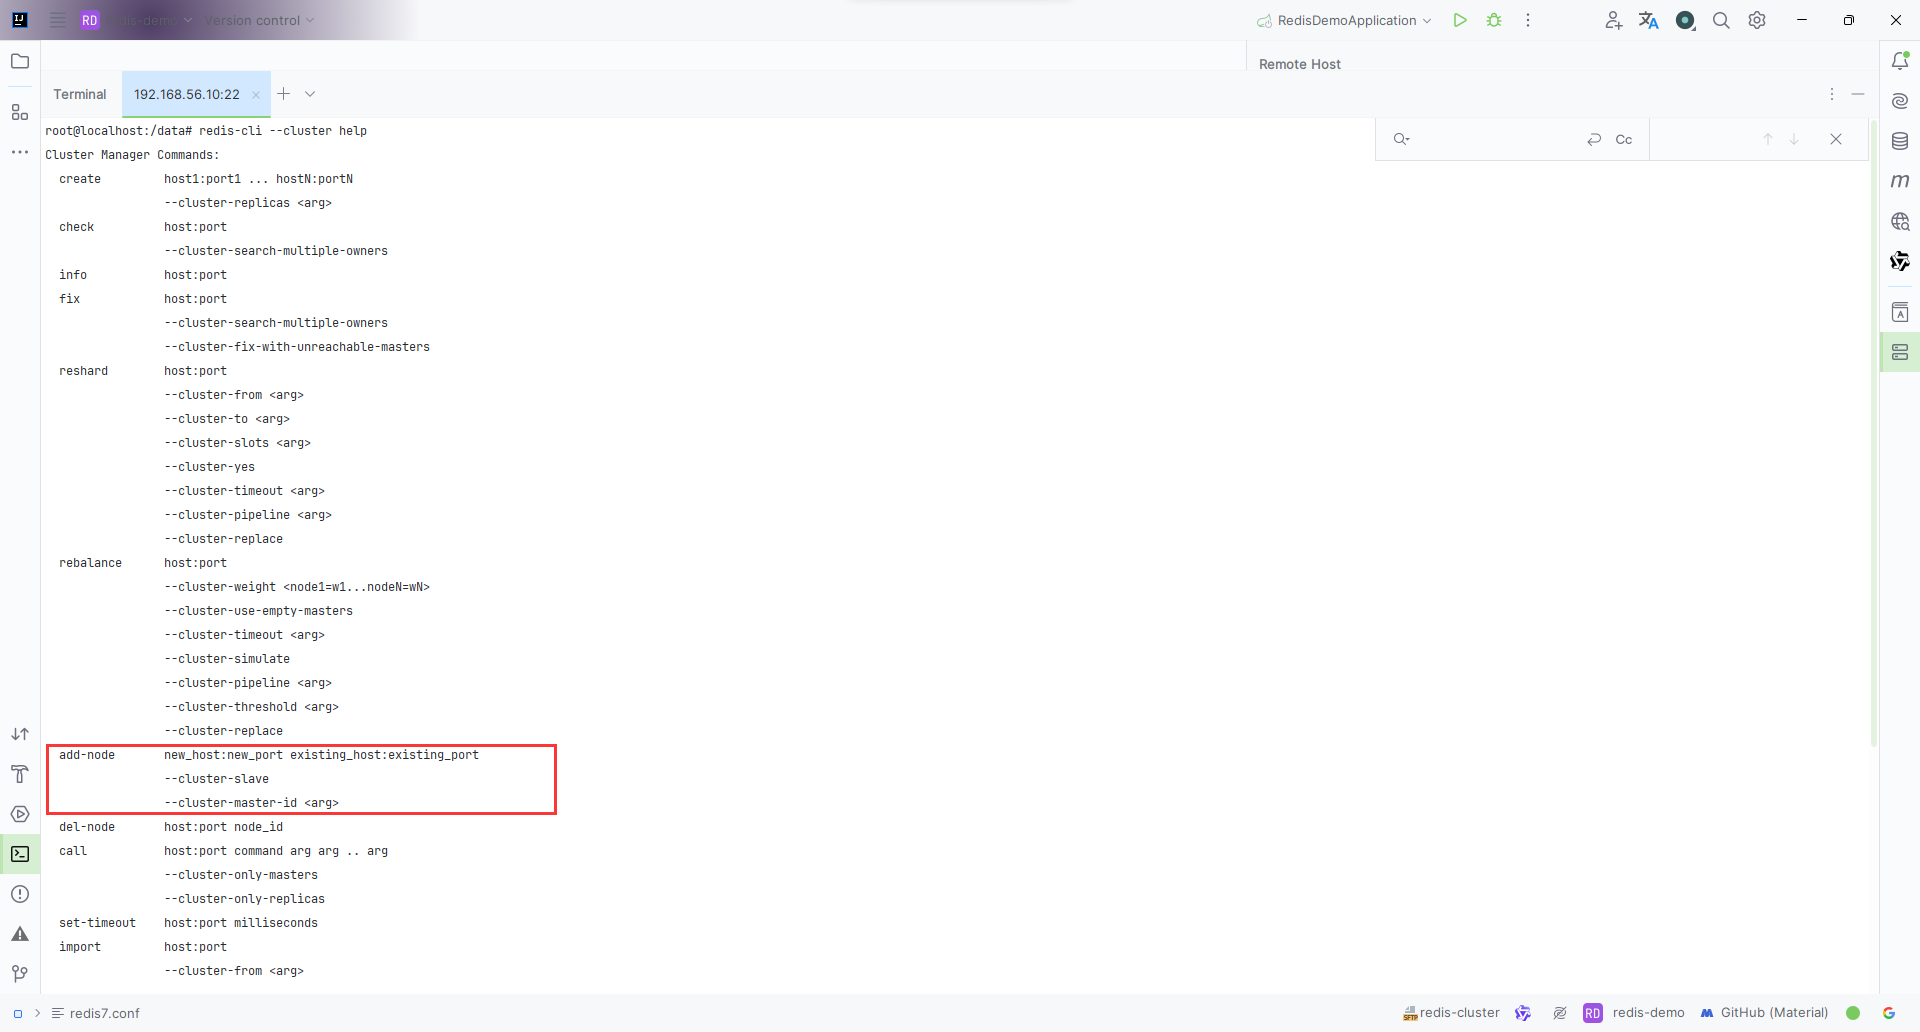 RD redis-demo Version control RedisDemoApplication
Remote Host
Terminal 192.168.56.10:22
root@localhost:/data# redis-cli --cluster help
Cc
Cluster Manager Commands:
create host1:port1 ... hostN:portN
--cluster-replicas <arg>
check host:port
--cluster-search-multiple-owners
info host:port
fix host:port
--cluster-search-multiple-owners
--cluster-fix-with-unreachable-masters
reshard host:port
--cluster-from <arg>
--cluster-to <arg>
--cluster-slots <arg>
--cluster-yes
--cluster-timeout <arg>
--cluster-pipeline <arg>
--cluster-replace
rebalance host:port
--cluster-weight <node1=w1...nodeN=wN>
--cluster-use-empty-masters
--cluster-timeout <arg>
--cluster-simulate
--cluster-pipeline <arg>
--cluster-threshold <arg>
--cluster-replace
add-node new_host:new_port existing_host:existing_port
--cluster-slave
--cluster-master-id <arg>
del-node host:port node_id
call host:port command arg arg .. arg
--cluster-only-masters
--cluster-only-replicas
set-timeout host:port milliseconds
import host:port
--cluster-from <arg>
redis7.conf SFTP redis-cluster RD redis-demo GitHub (Material)